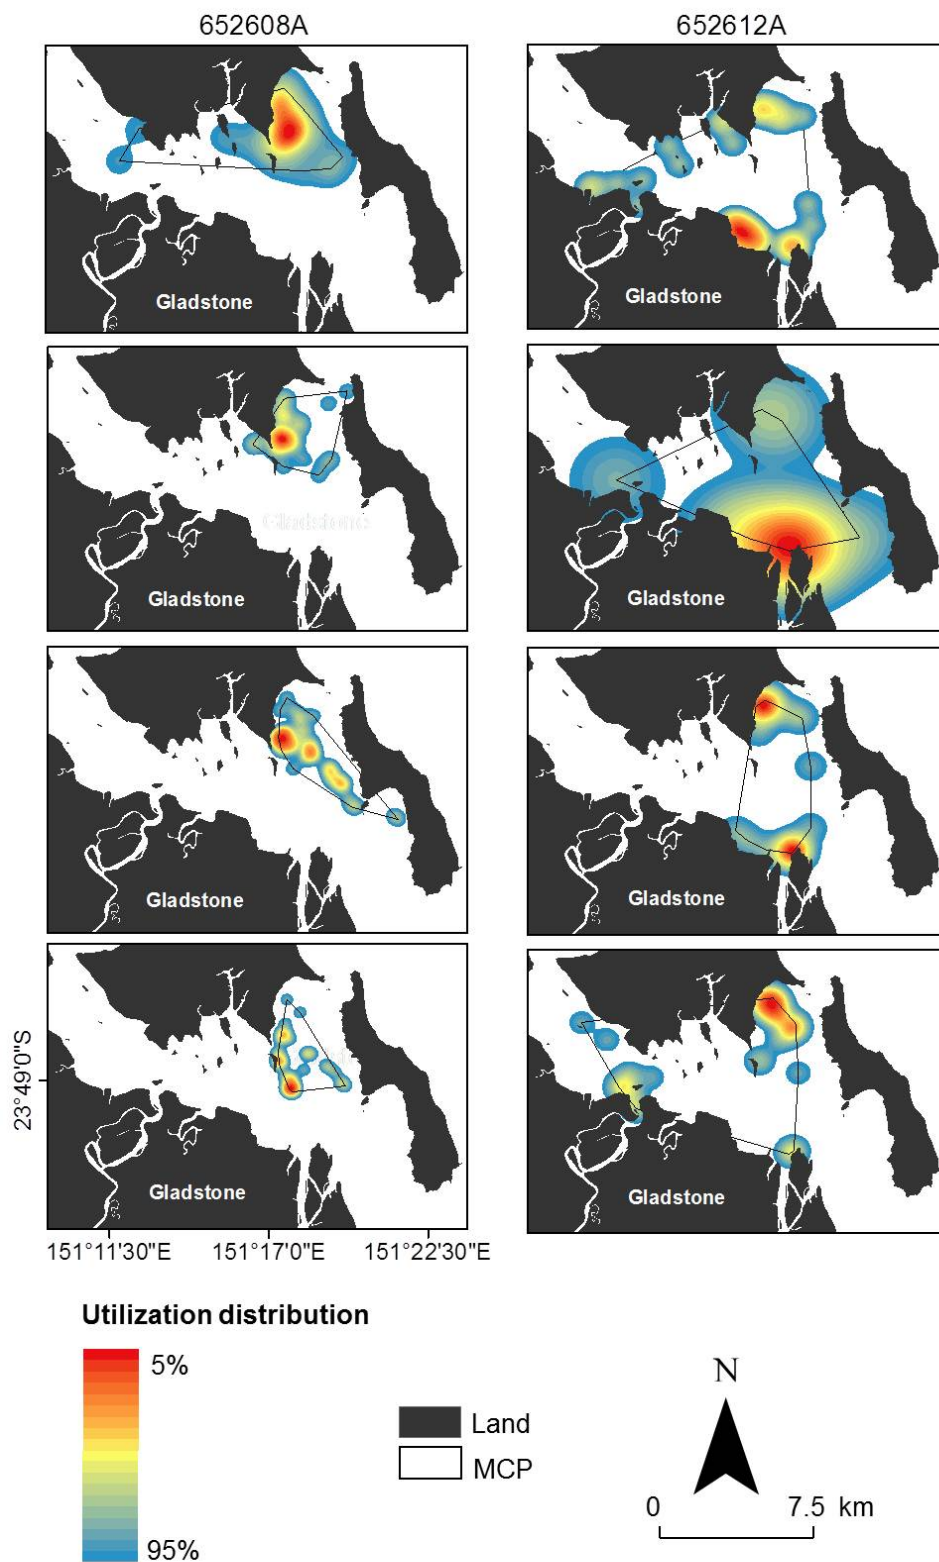 652608A 652612A
Gladstone Gladstone
Gladstone
Gladstone Gladstone
Gladstone Gladstone
23°49'0"S
Gladstone Gladstone
151°11'30"E 151°17'0"E 151°22'30"E
Utilization distribution
5%
95%
Land
MCP
N
0 7.5 km